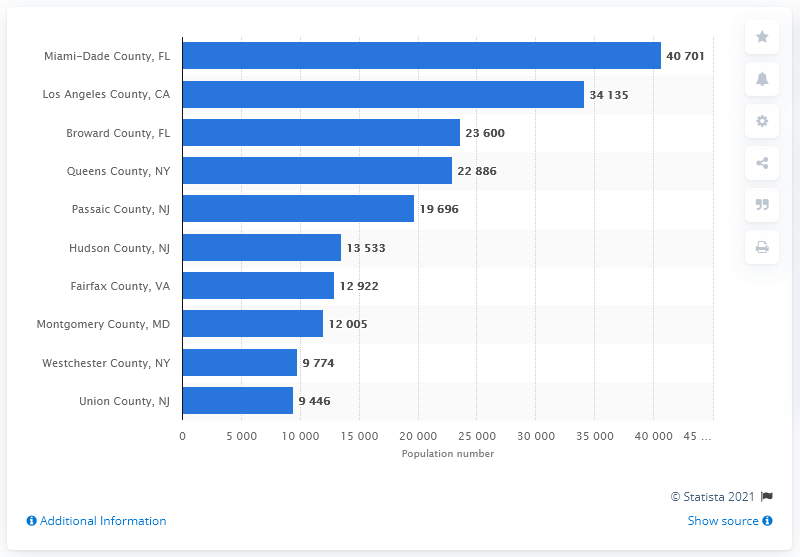 Miami-Dade County, FL 40 701
Los Angeles County, CA 34 135
Broward County, FL 23 600
Queens County, NY 22 886
Passaic County, NJ 19 696
Hudson County, NJ 13 533
Fairfax County, VA 12 922
Montgomery County, MD 12 005
Westchester County, NY 9 774
Union County, NJ 9 446
0 5 000 10 000 15 000 20 000 25 000 30 000 35 000 40 000 45 ...
Population number
© Statista 2021
Additional Information Show source